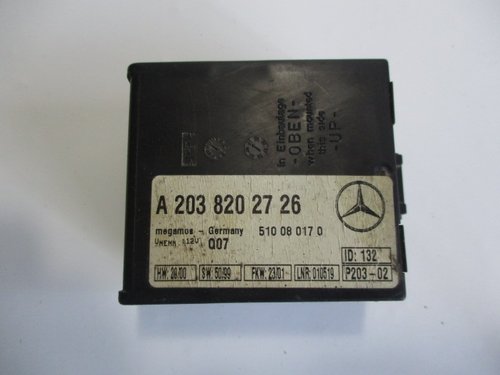 in Einbaulage
-OBEN-
when mounted
this side
-UP-
A 203 820 27 26
megamos - Germany 510 08 017 0
UNENN :12V Q07
ID: 132
HW: 28/00 SW: 50/99 FKW: 23/01 LNR: 010519 P203-02